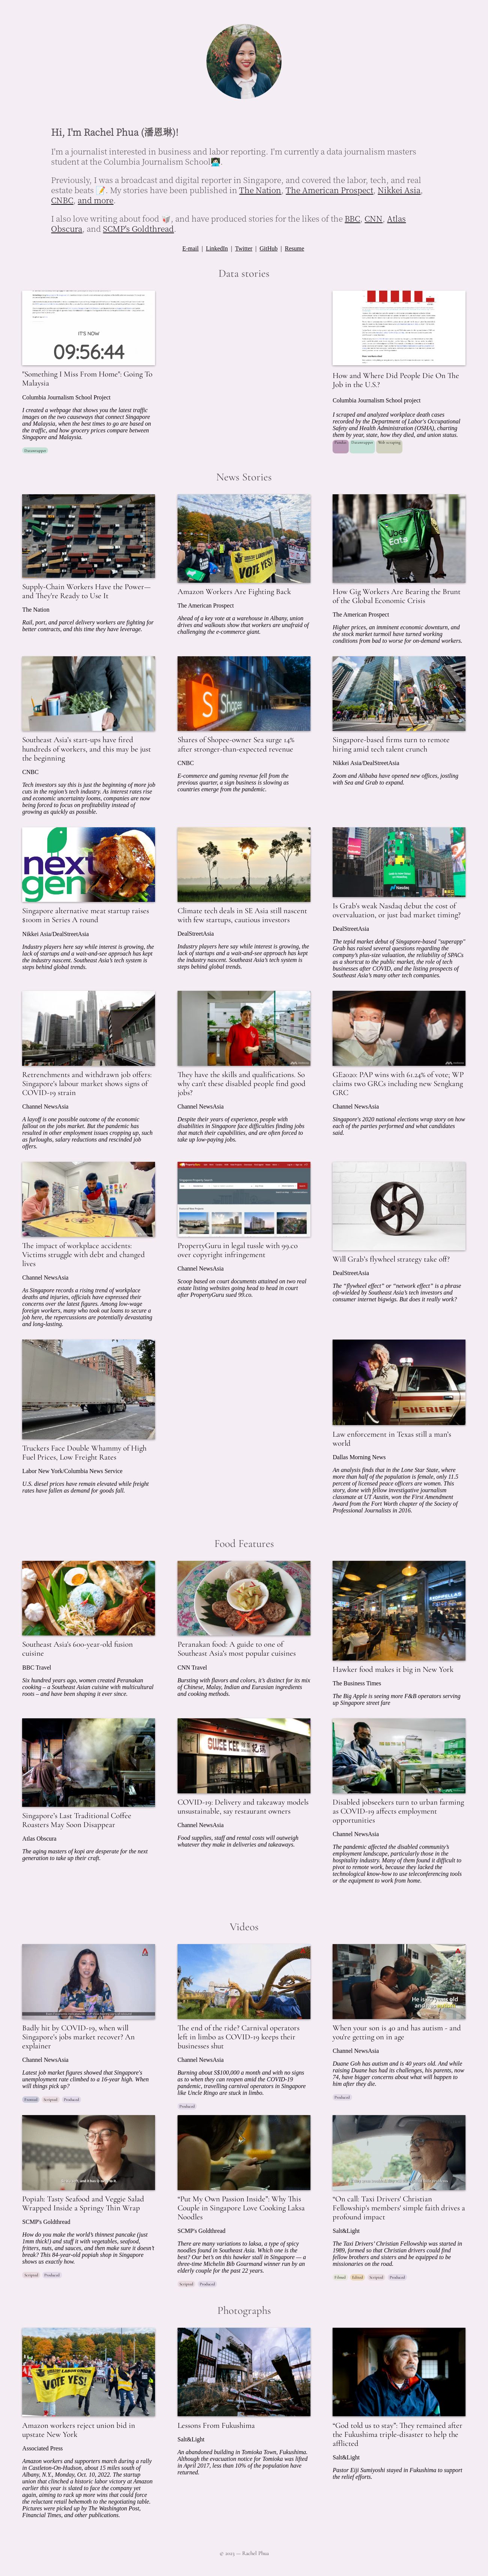 Hi, I'm Rachel Phua (潘恩琳)!
I'm a journalist interested in business and labor reporting. I'm currently a data journalism masters
student at the Columbia Journalism School
Previously, I was a broadcast and digital reporter in Singapore, and covered the labor, tech, and real
estate beats 📝. My stories have been published in The Nation, The American Prospect, Nikkei Asia,
CNBC, and more.
I also love writing about food 🥡, and have produced stories for the likes of the BBC, CNN, Atlas
Obscura, and SCMP's Goldthread.
E-mail | LinkedIn | Twitter | GitHub | Resume
Data stories
IT'S NOW
09:56:44
"Something I Miss From Home": Going To
Malaysia
Columbia Journalism School Project
I created a webpage that shows you the latest traffic
images on the two causeways that connect Singapore
and Malaysia, when the best times to go are based on
the traffic, and how grocery prices compare between
Singapore and Malaysia.
How and Where Did People Die On The
Job in the U.S.?
Columbia Journalism School project
I scraped and analyzed workplace death cases
recorded by the Department of Labor's Occupational
Safety and Health Administration (OSHA), charting
them by year, state, how they died, and union status.
Web scraping
News Stories
Supply-Chain Workers Have the Power—
and They're Ready to Use It
The Nation
Rail, port, and parcel delivery workers are fighting for
better contracts, and this time they have leverage.
VOTE YES!
Amazon Workers Are Fighting Back
The American Prospect
Ahead of a key vote at a warehouse in Albany, union
drives and walkouts show that workers are unafraid of
challenging the e-commerce giant.
Uber
Eats
How Gig Workers Are Bearing the Brunt
of the Global Economic Crisis
The American Prospect
Higher prices, an imminent economic downturn, and
the stock market turmoil have turned working
conditions from bad to worse for on-demand workers.
Southeast Asia's start-ups have fired
hundreds of workers, and this may be just
the beginning
CNBC
Tech investors say this is just the beginning of more job
cuts in the region's tech industry. As interest rates rise
and economic uncertainty looms, companies are now
being forced to focus on profitability instead of
growing as quickly as possible.
Shares of Shopee-owner Sea surge 14%
after stronger-than-expected revenue
CNBC
E-commerce and gaming revenue fell from the
previous quarter, a sign business is slowing as
countries emerge from the pandemic.
Singapore-based firms turn to remote
hiring amid tech talent crunch
Nikkei Asia/DealStreetAsia
Zoom and Alibaba have opened new offices, jostling
with Sea and Grab to expand.
next
gen
Singapore alternative meat startup raises
$100m in Series A round
Nikkei Asia/DealStreetAsia
Industry players here say while interest is growing, the
lack of startups and a wait-and-see approach has kept
the industry nascent. Southeast Asia's tech system is
steps behind global trends.
Climate tech deals in SE Asia still nascent
with few startups, cautious investors
DealStreetAsia
Industry players here say while interest is growing, the
lack of startups and a wait-and-see approach has kept
the industry nascent. Southeast Asia's tech system is
steps behind global trends.
Is Grab's weak Nasdaq debut the cost of
overvaluation, or just bad market timing?
DealStreetAsia
The tepid market debut of Singapore-based "superapp"
Grab has raised several questions regarding the
company's plus-size valuation, the reliability of SPACs
as a shortcut to the public market, the role of tech
businesses after COVID, and the listing prospects of
Southeast Asia's many other tech companies.
Retrenchments and withdrawn job offers:
Singapore's labour market shows signs of
COVID-19 strain
Channel NewsAsia
A layoff is one possible outcome of the economic
fallout on the jobs market. But the pandemic has
resulted in other employment issues cropping up, such
as furloughs, salary reductions and rescinded job
offers.
They have the skills and qualifications. So
why can't these disabled people find good
jobs?
Channel NewsAsia
Despite their years of experience, people with
disabilities in Singapore face difficulties finding jobs
that match their capabilities, and are often forced to
take up low-paying jobs.
GE2020: PAP wins with 61.24% of vote; WP
claims two GRCs including new Sengkang
GRC
Channel NewsAsia
Singapore's 2020 national elections wrap story on how
each of the parties performed and what candidates
said.
The impact of workplace accidents:
Victims struggle with debt and changed
lives
Channel NewsAsia
As Singapore records a rising trend of workplace
deaths and injuries, officials have expressed their
concerns over the latest figures. Among low-wage
foreign workers, many who took out loans to secure a
job here, the repercussions are potentially devastating
and long-lasting.
PropertyGuru in legal tussle with 99.co
over copyright infringement
Channel NewsAsia
Scoop based on court documents attained on two real
estate listing websites going head to head in court
after PropertyGuru sued 99.co.
Will Grab's flywheel strategy take off?
DealStreetAsia
The “flywheel effect” or “network effect” is a phrase
oft-wielded by Southeast Asia's tech investors and
consumer internet bigwigs. But does it really work?
Truckers Face Double Whammy of High
Fuel Prices, Low Freight Rates
Labor New York/Columbia News Service
U.S. diesel prices have remain elevated while freight
rates have fallen as demand for goods fall.
SHERIFF
Law enforcement in Texas still a man's
world
Dallas Morning News
An analysis finds that in the Lone Star State, where
more than half of the population is female, only 11.5
percent of licensed peace officers are women. This
story, done with fellow investigative journalism
classmate at UT Austin, won the First Amendment
Award from the Fort Worth chapter of the Society of
Professional Journalists in 2016.
Food Features
Southeast Asia's 600-year-old fusion
cuisine
BBC Travel
Six hundred years ago, women created Peranakan
cooking – a Southeast Asian cuisine with multicultural
roots – and have been shaping it ever since.
Peranakan food: A guide to one of
Southeast Asia's most popular cuisines
CNN Travel
Bursting with flavors and colors, it's distinct for its mix
of Chinese, Malay, Indian and Eurasian ingredients
and cooking methods.
Hawker food makes it big in New York
The Business Times
The Big Apple is seeing more F&B operators serving
up Singapore street fare
Singapore's Last Traditional Coffee
Roasters May Soon Disappear
Atlas Obscura
The aging masters of kopi are desperate for the next
generation to take up their craft.
GLUCK KEE
COVID-19: Delivery and takeaway models
unsustainable, say restaurant owners
Channel NewsAsia
Food supplies, staff and rental costs will outweigh
whatever they make in deliveries and takeaways.
Disabled jobseekers turn to urban farming
as COVID-19 affects employment
opportunities
Channel NewsAsia
The pandemic affected the disabled community's
employment landscape, particularly those in the
hospitality industry. Many of them found it difficult to
pivot to remote work, because they lacked the
technological know-how to use teleconferencing tools
or the equipment to work from home.
Videos
Badly hit by COVID-19, when will
Singapore's jobs market recover? An
explainer
Channel NewsAsia
Latest job market figures showed that Singapore's
unemployment rate climbed to a 16-year high. When
will things pick up?
Scripted Produced
The end of the ride? Carnival operators
left in limbo as COVID-19 keeps their
businesses shut
Channel NewsAsia
Burning about S$100,000 a month and with no signs
as to when they can reopen amid the COVID-19
pandemic, travelling carnival operators in Singapore
like Uncle Ringo are stuck in limbo.
Produced
When your son is 40 and has autism - and
you're getting on in age
Channel NewsAsia
Duane Goh has autism and is 40 years old. And while
raising Duane has had its challenges, his parents, now
74, have bigger concerns about what will happen to
him after they die.
Produced
Popiah: Tasty Seafood and Veggie Salad
Wrapped Inside a Springy Thin Wrap
SCMP's Goldthread
How do you make the world's thinnest pancake (just
1mm thick!) and stuff it with vegetables, seafood,
fritters, nuts, and sauces, and then make sure it doesn't
break? This 84-year-old popiah shop in Singapore
shows us exactly how.
Scripted Produced
“Put My Own Passion Inside”: Why This
Couple in Singapore Love Cooking Laksa
Noodles
SCMP's Goldthread
There are many variations to laksa, a type of spicy
noodles found in Southeast Asia. Which one is the
best? Our bet's on this hawker stall in Singapore — a
three-time Michelin Bib Gourmand winner run by an
elderly couple for the past 22 years.
Scripted Produced
“On call: Taxi Drivers' Christian
Fellowship's members' simple faith drives a
profound impact
Salt&Light
The Taxi Drivers' Christian Fellowship was started in
1989, formed so that Christian drivers could find
fellow brothers and sisters and be equipped to be
missionaries on the road.
Filmed Edited Scripted Produced
Photographs
VOTE YES!
Amazon workers reject union bid in
upstate New York
Associated Press
Amazon workers and supporters march during a rally
in Castleton-On-Hudson, about 15 miles south of
Albany, N.Y., Monday, Oct. 10, 2022. The startup
union that clinched a historic labor victory at Amazon
earlier this year is slated to face the company yet
again, aiming to rack up more wins that could force
the reluctant retail behemoth to the negotiating table.
Pictures were picked up by The Washington Post,
Financial Times, and other publications.
Lessons From Fukushima
Salt&Light
An abandoned building in Tomioka Town, Fukushima.
Although the evacuation notice for Tomioka was lifted
in April 2017, less than 10% of the population have
returned.
“God told us to stay”: They remained after
the Fukushima triple-disaster to help the
afflicted
Salt&Light
Pastor Eiji Sumiyoshi stayed in Fukushima to support
the relief efforts.
© 2023 — Rachel Phua